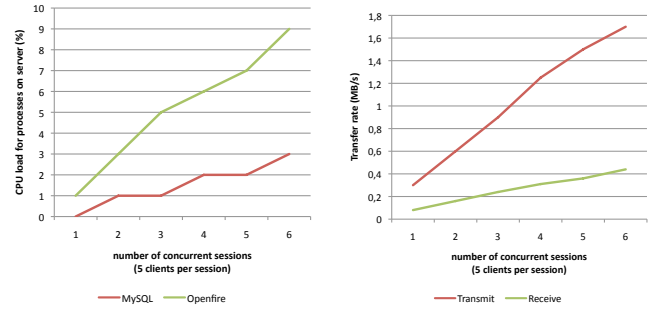 CPU load for processes on server (%)
10
9
8
7
6
5
4
3
2
1
0
1 2 3 4 5 6
number of concurrent sessions
(5 clients per session)
MySQL Openfire
Transfer rate (MB/s)
1,8
1,6
1,4
1,2
1
0,8
0,6
0,4
0,2
0
1 2 3 4 5 6
number of concurrent sessions
(5 clients per session)
Transmit Receive